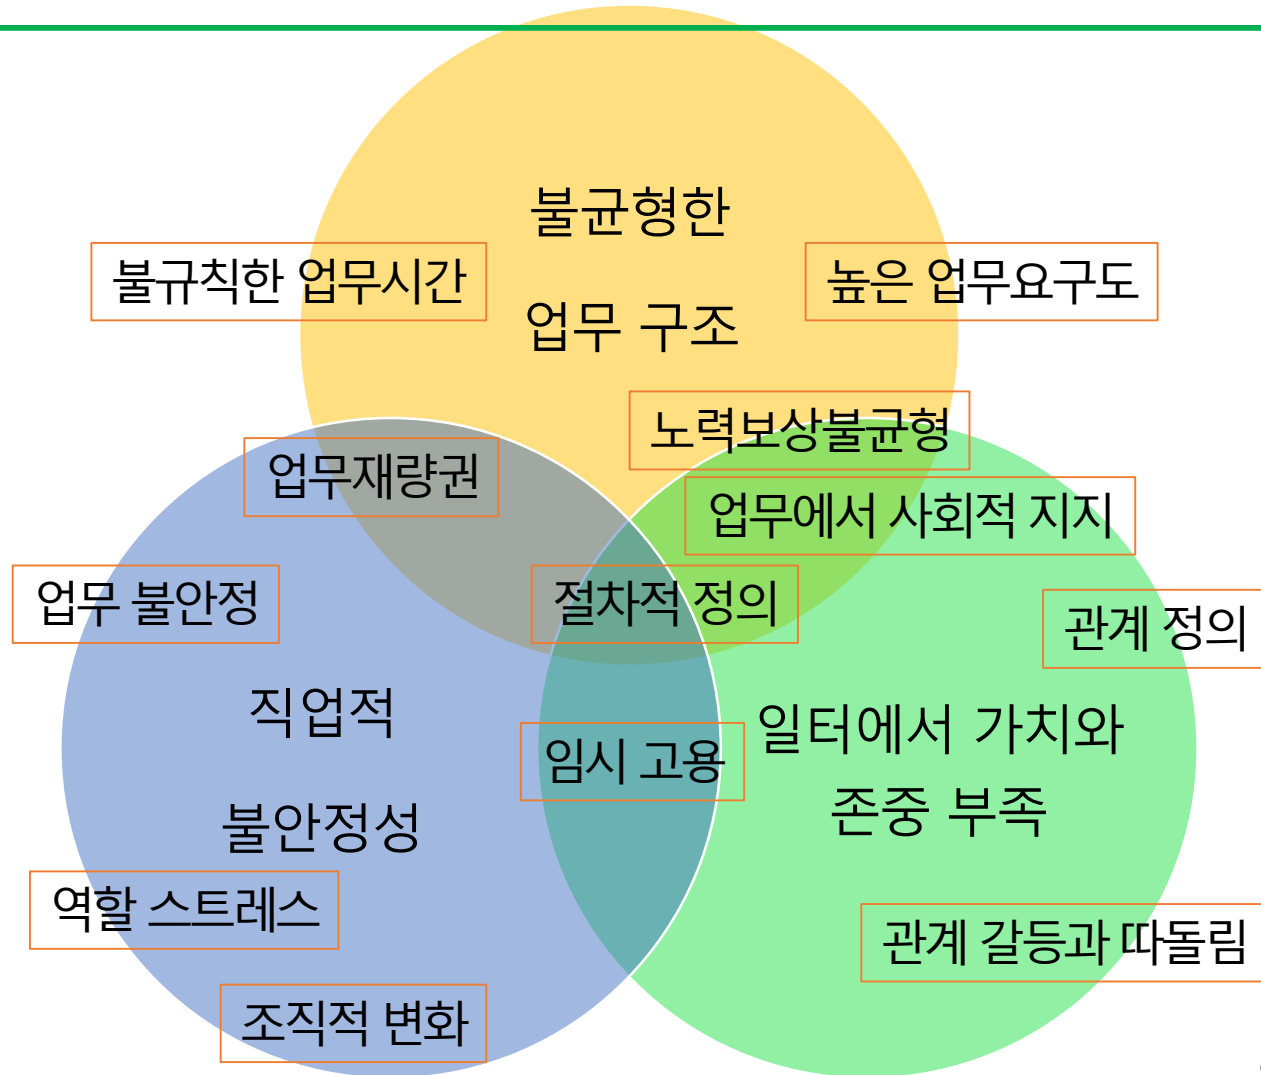 불균형한
업무 구조
불규칙한 업무시간
높은 업무요구도
노력보상불균형
업무재량권
업무에서 사회적 지지
업무 불안정
절차적 정의
관계 정의
직업적
불안정성
임시 고용
일터에서 가치와
존중 부족
역할 스트레스
관계 갈등과 따돌림
조직적 변화